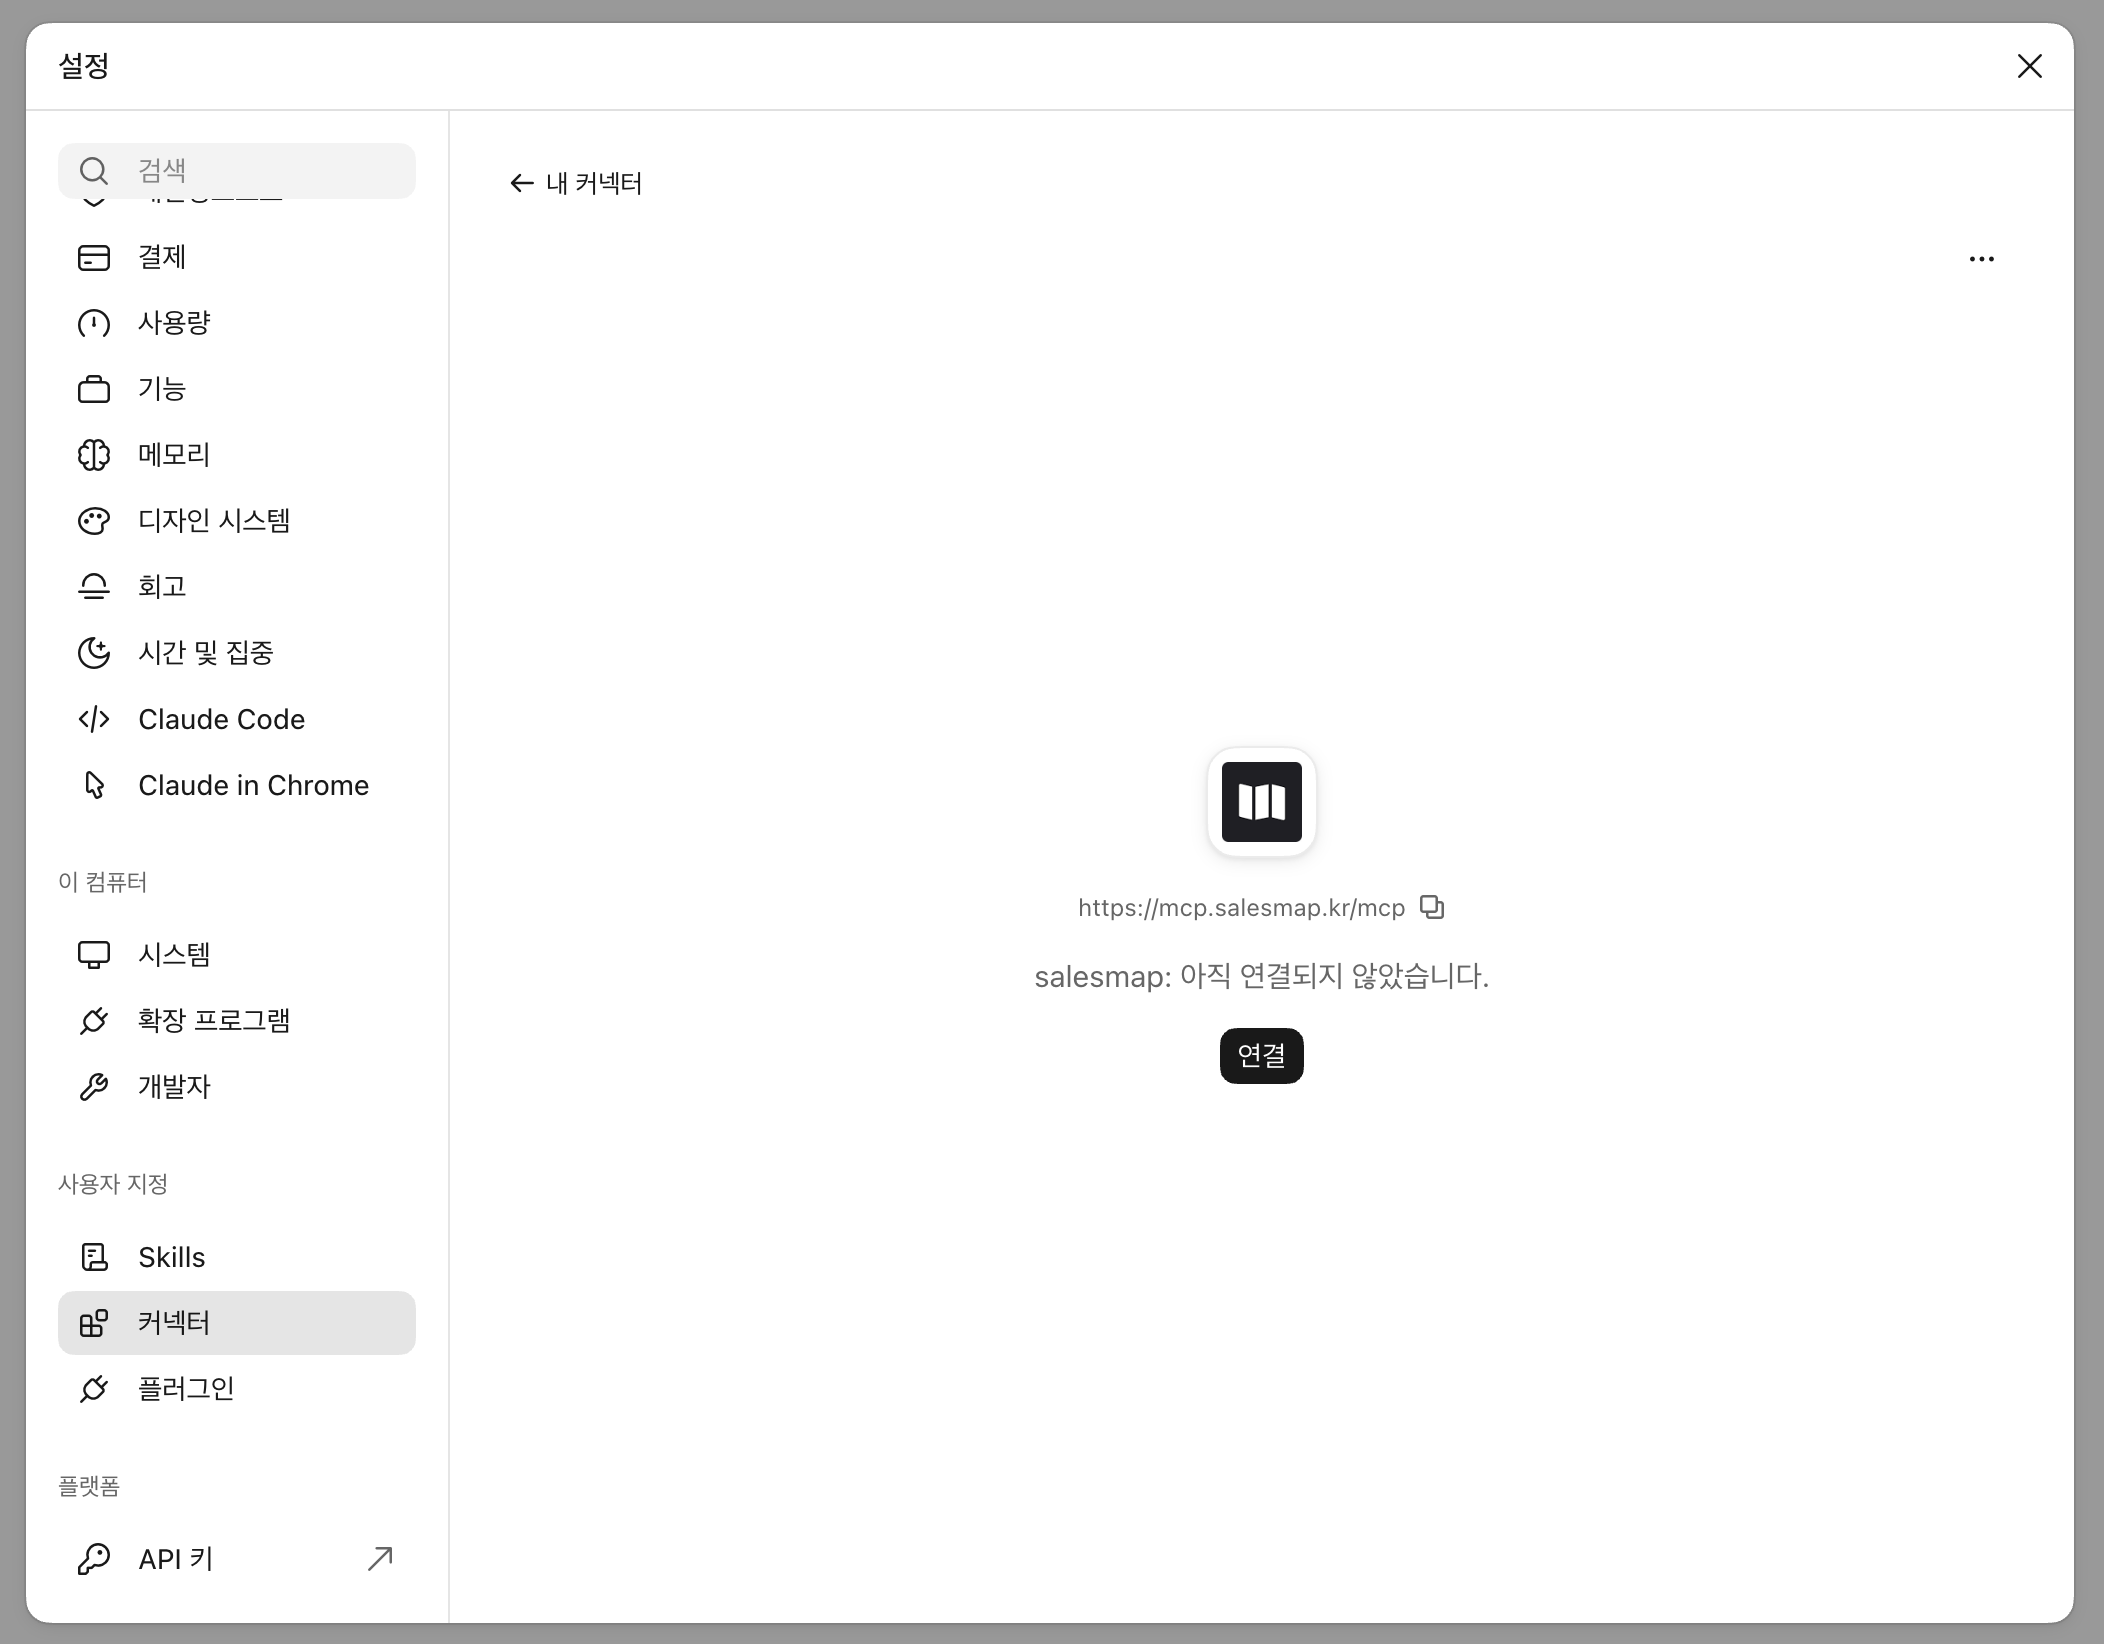 설정
검색
결제
사용량
기능
메모리
디자인 시스템
회고
시간 및 집중
Claude Code
Claude in Chrome
이 컴퓨터
시스템
확장 프로그램
개발자
사용자 지정
Skills
커넥터
플러그인
플랫폼
API 키
내 커넥터
https://mcp.salesmap.kr/mcp
salesmap: 아직 연결되지 않았습니다.
연결